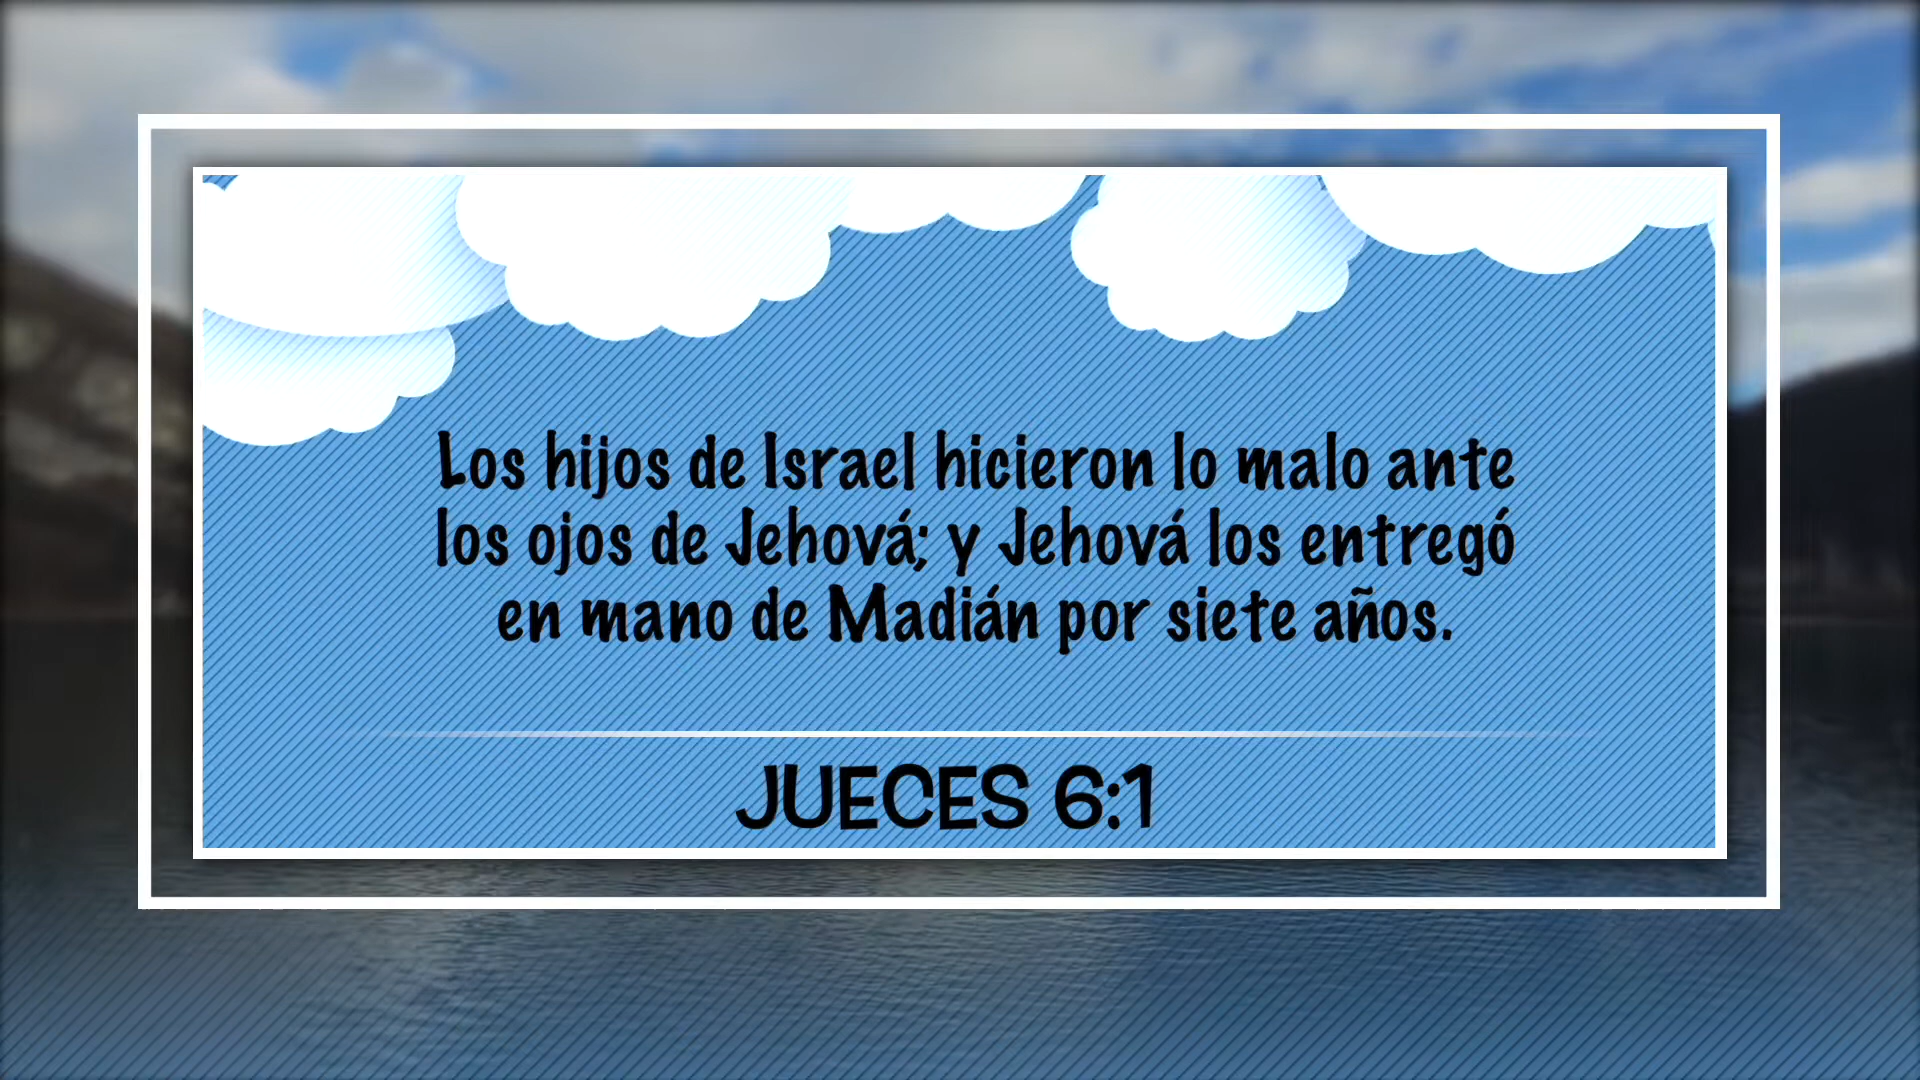 Los hijos de Israel hicieron lo malo ante
los ojos de Jehová; y Jehová los entregó
en mano de Madián por siete años.
JUECES 6:1